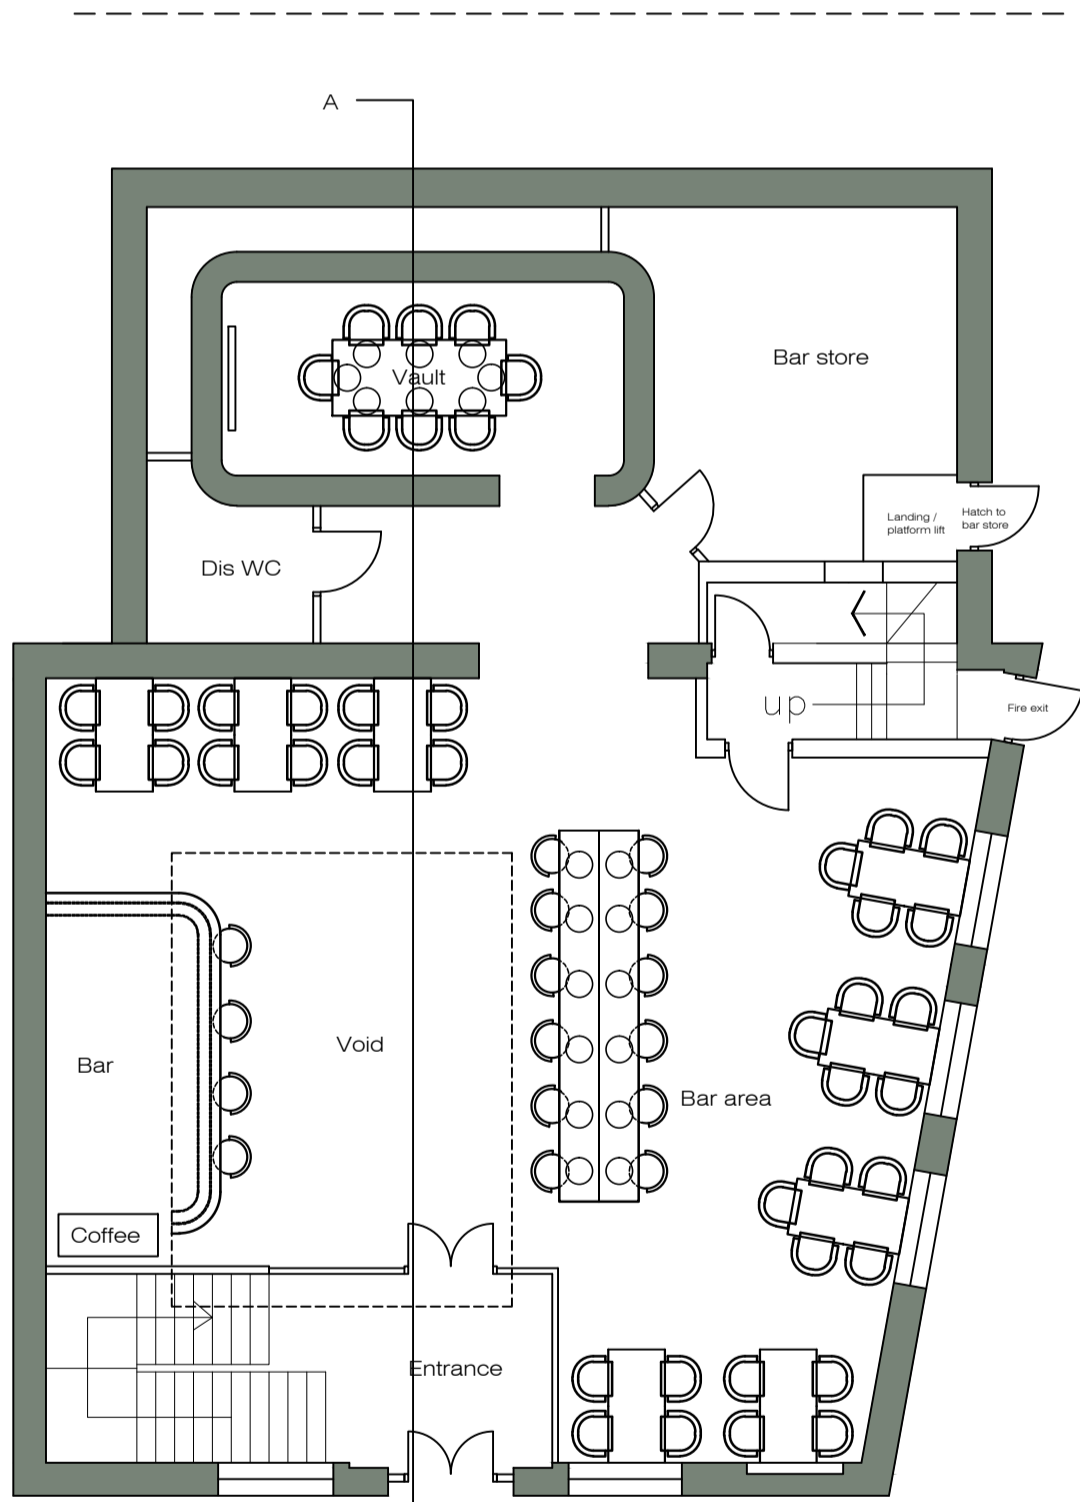 A
Vault
Bar store
Landing /
platform lift
Hatch to
bar store
Dis WC
up
Fire exit
Void
Bar
Bar area
Coffee
Entrance